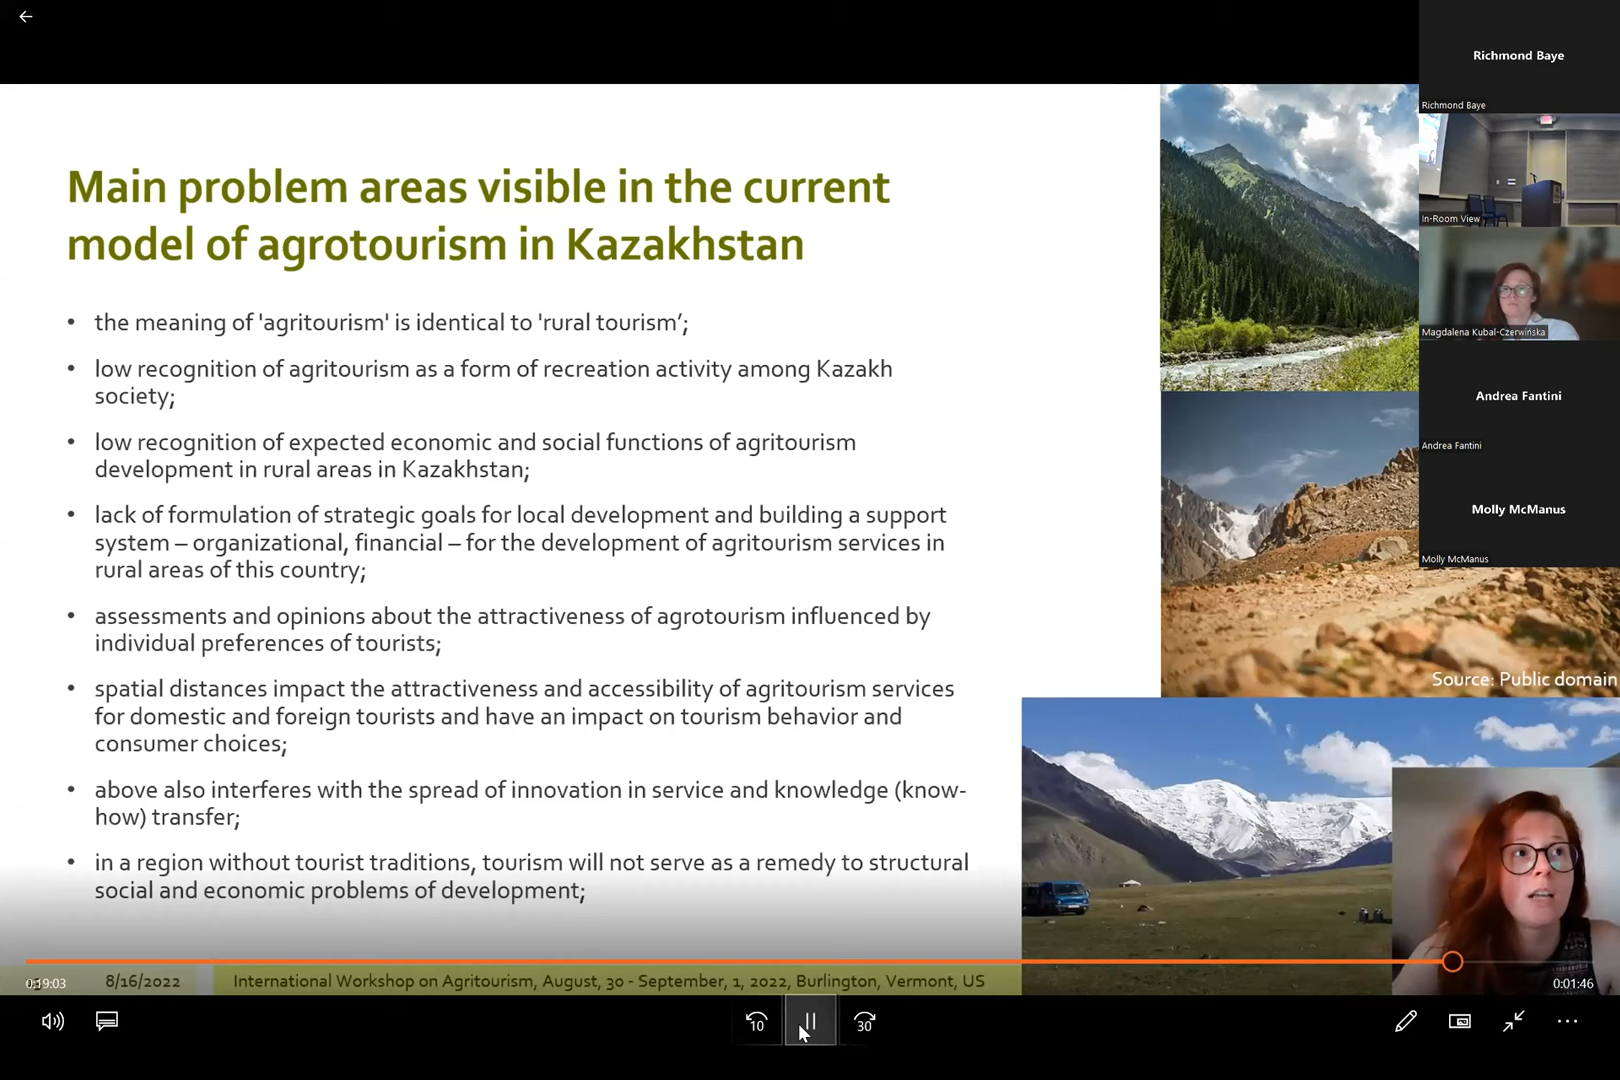 Richmond Baye
Richmond Baye
In-Room View
Magdalena Kubal-Czerwińska
Andrea Fantini
Andrea Fantini
Molly McManus
Molly McManus
Main problem areas visible in the current
model of agrotourism in Kazakhstan
• the meaning of 'agritourism' is identical to 'rural tourism’;
• low recognition of agritourism as a form of recreation activity among Kazakh
society;
• low recognition of expected economic and social functions of agritourism
development in rural areas in Kazakhstan;
• lack of formulation of strategic goals for local development and building a support
system – organizational, financial – for the development of agritourism services in
rural areas of this country;
• assessments and opinions about the attractiveness of agrotourism influenced by
individual preferences of tourists;
• spatial distances impact the attractiveness and accessibility of agritourism services
for domestic and foreign tourists and have an impact on tourism behavior and
consumer choices;
• above also interferes with the spread of innovation in service and knowledge (know-
how) transfer;
• in a region without tourist traditions, tourism will not serve as a remedy to structural
social and economic problems of development;
Source: Public domain
8/16/2022
International Workshop on Agritourism, August, 30 - September, 1, 2022, Burlington, Vermont, US
0:19:03
0:01:46
10
30